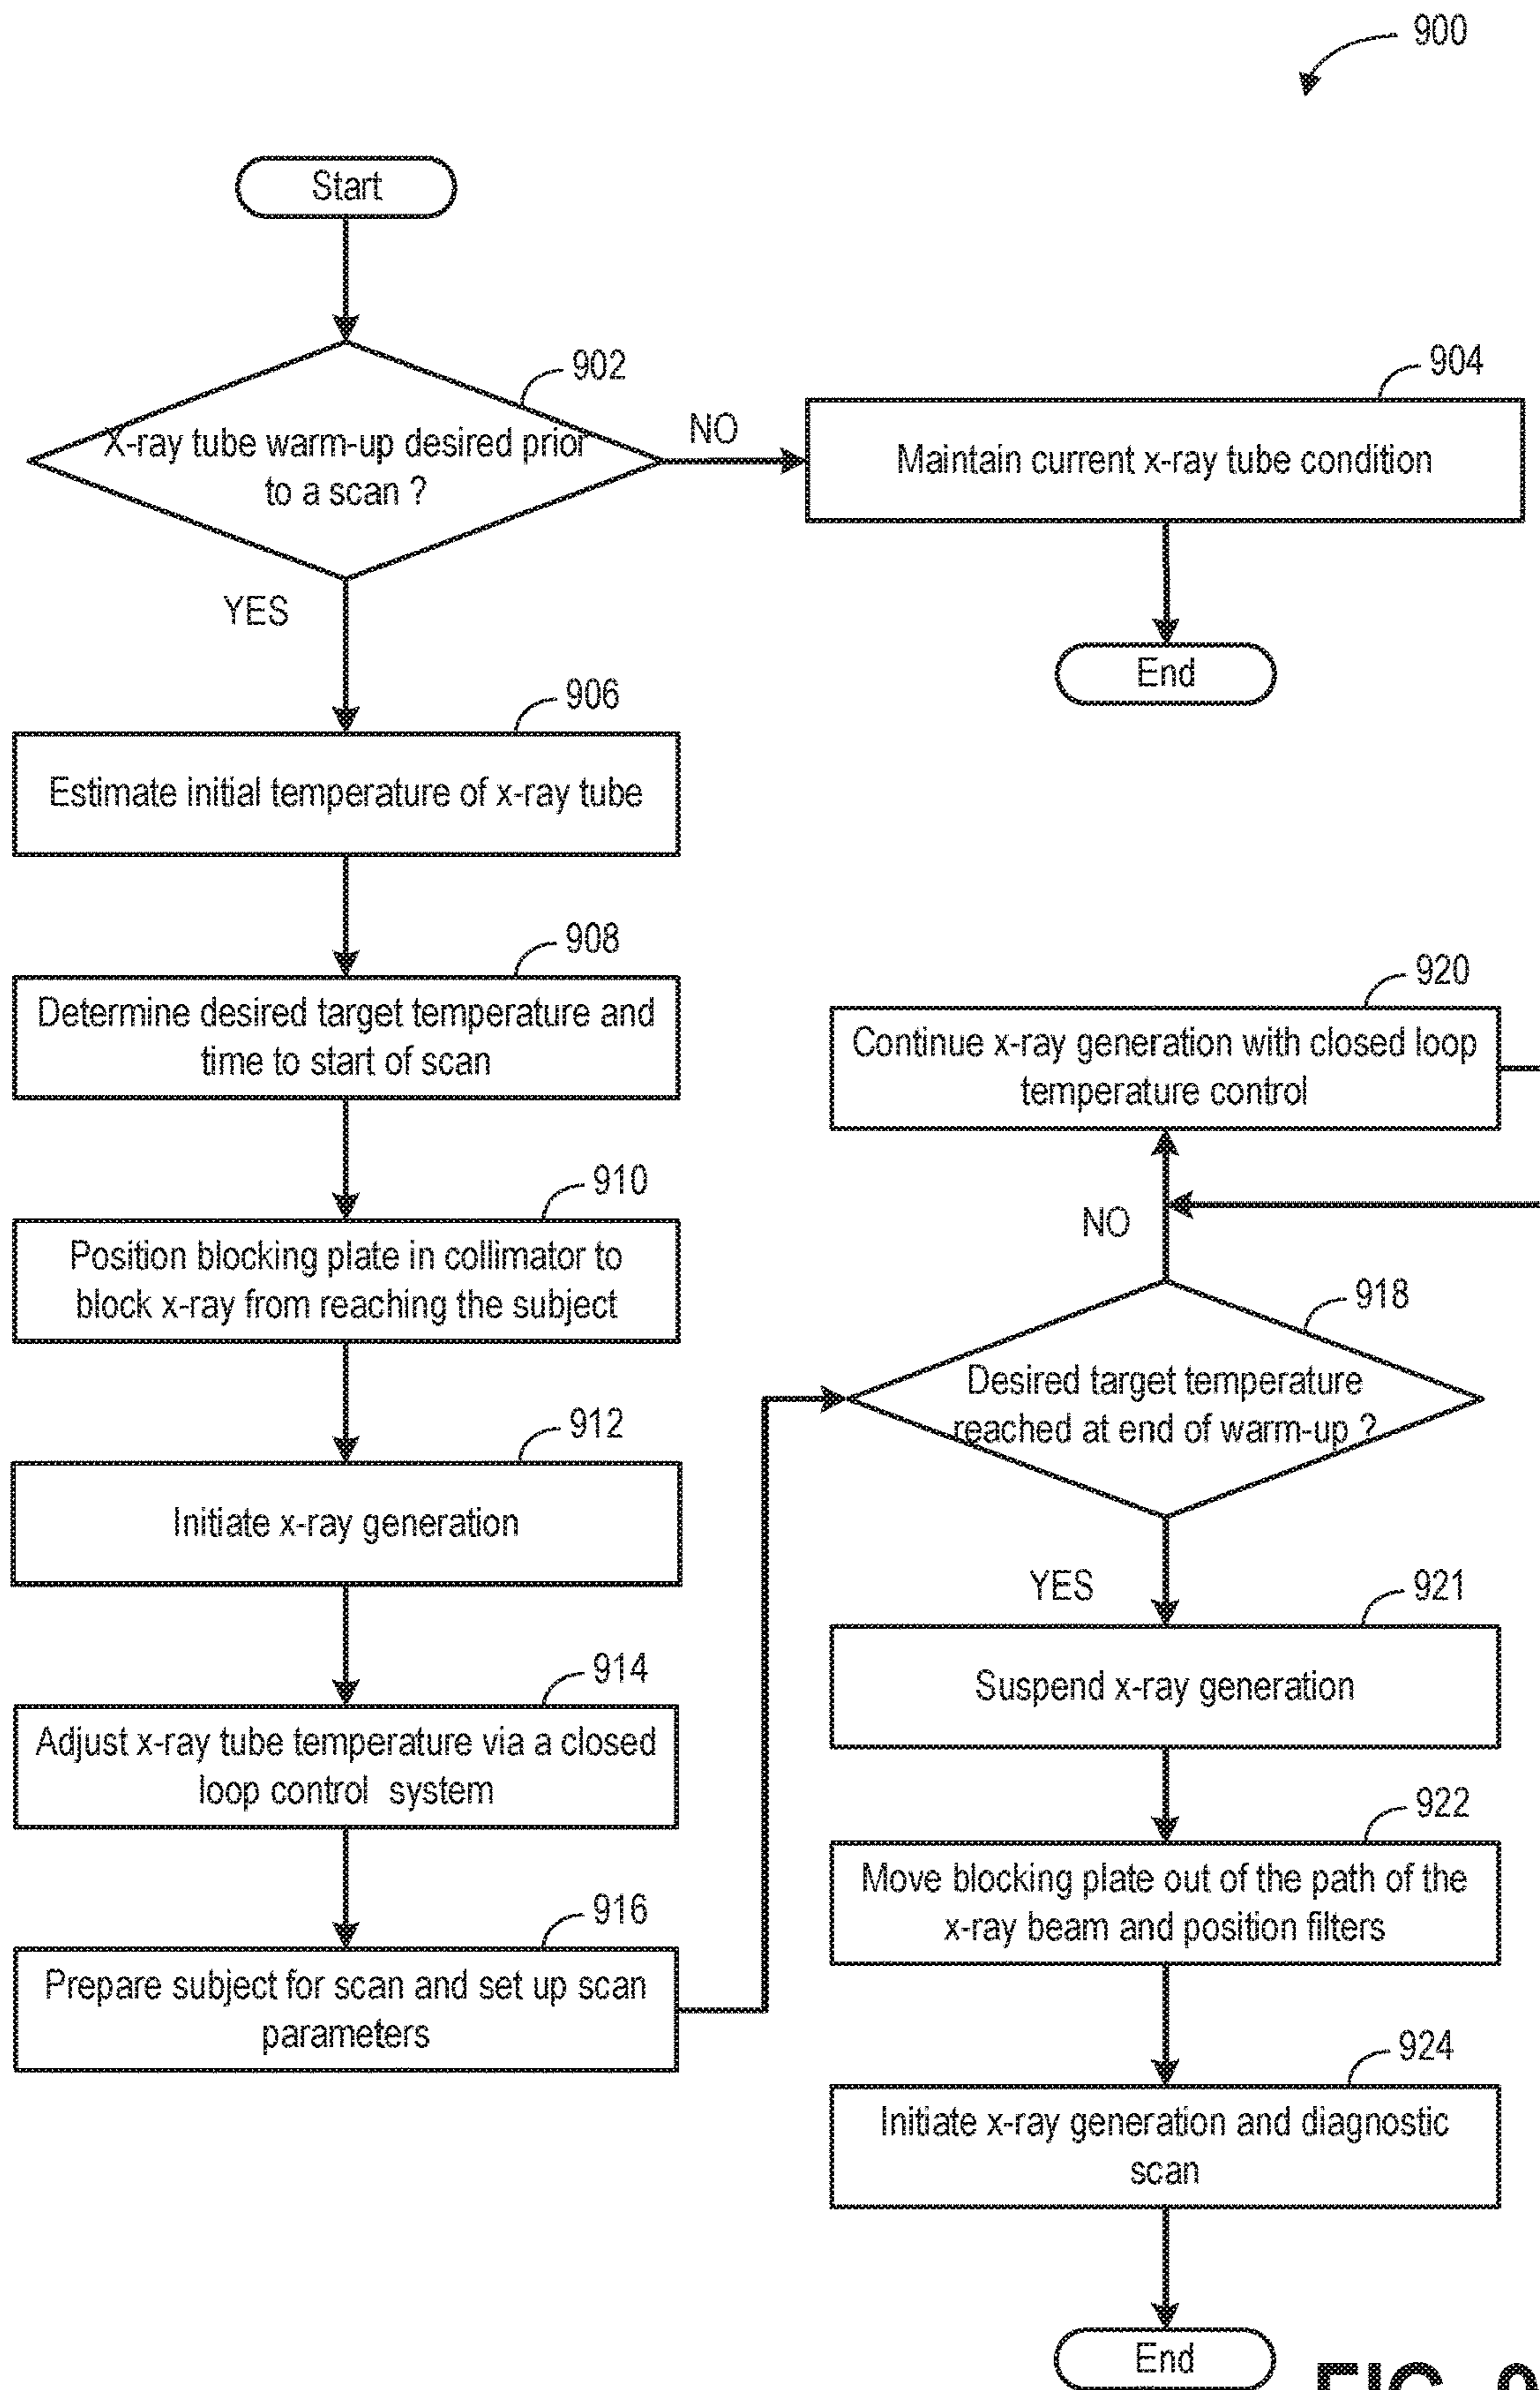 900
Start
902
X-ray tube warm-up desired prior
to a scan ?
NO
904
Maintain current x-ray tube condition
End
YES
906
Estimate initial temperature of x-ray tube
908
Determine desired target temperature and
time to start of scan
910
Position blocking plate in collimator to
block x-ray from reaching the subject
912
Initiate x-ray generation
914
Adjust x-ray tube temperature via a closed
loop control system
916
Prepare subject for scan and set up scan
parameters
920
Continue x-ray generation with closed loop
temperature control
NO
918
Desired target temperature
reached at end of warm-up ?
YES
921
Suspend x-ray generation
922
Move blocking plate out of the path of the
x-ray beam and position filters
924
Initiate x-ray generation and diagnostic
scan
End
FIG. 9